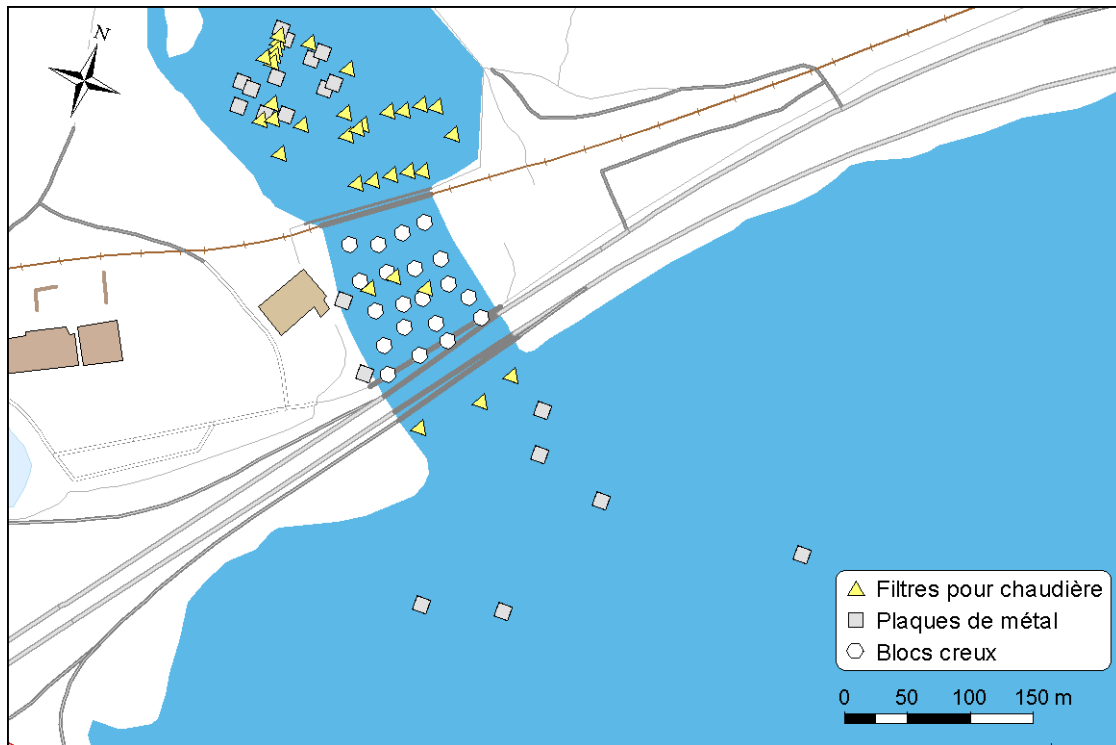 N
Filtres pour chaudière
Plaques de métal
Blocs creux
0 50 100 150 m